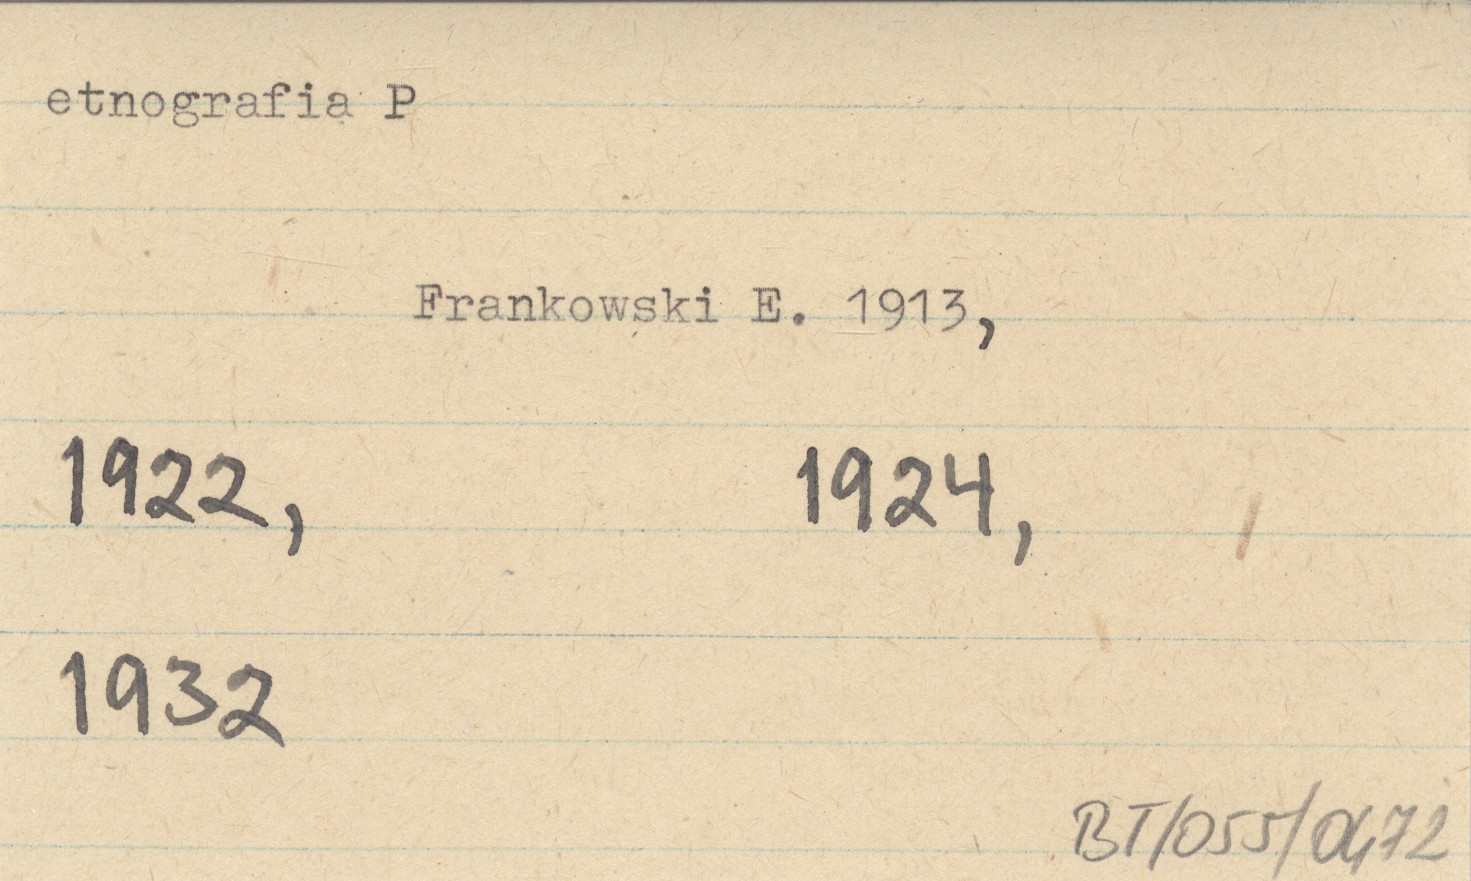 etnografia P
Frankowski E. 1913,
1922, 1924,
1932
BT/055/0472